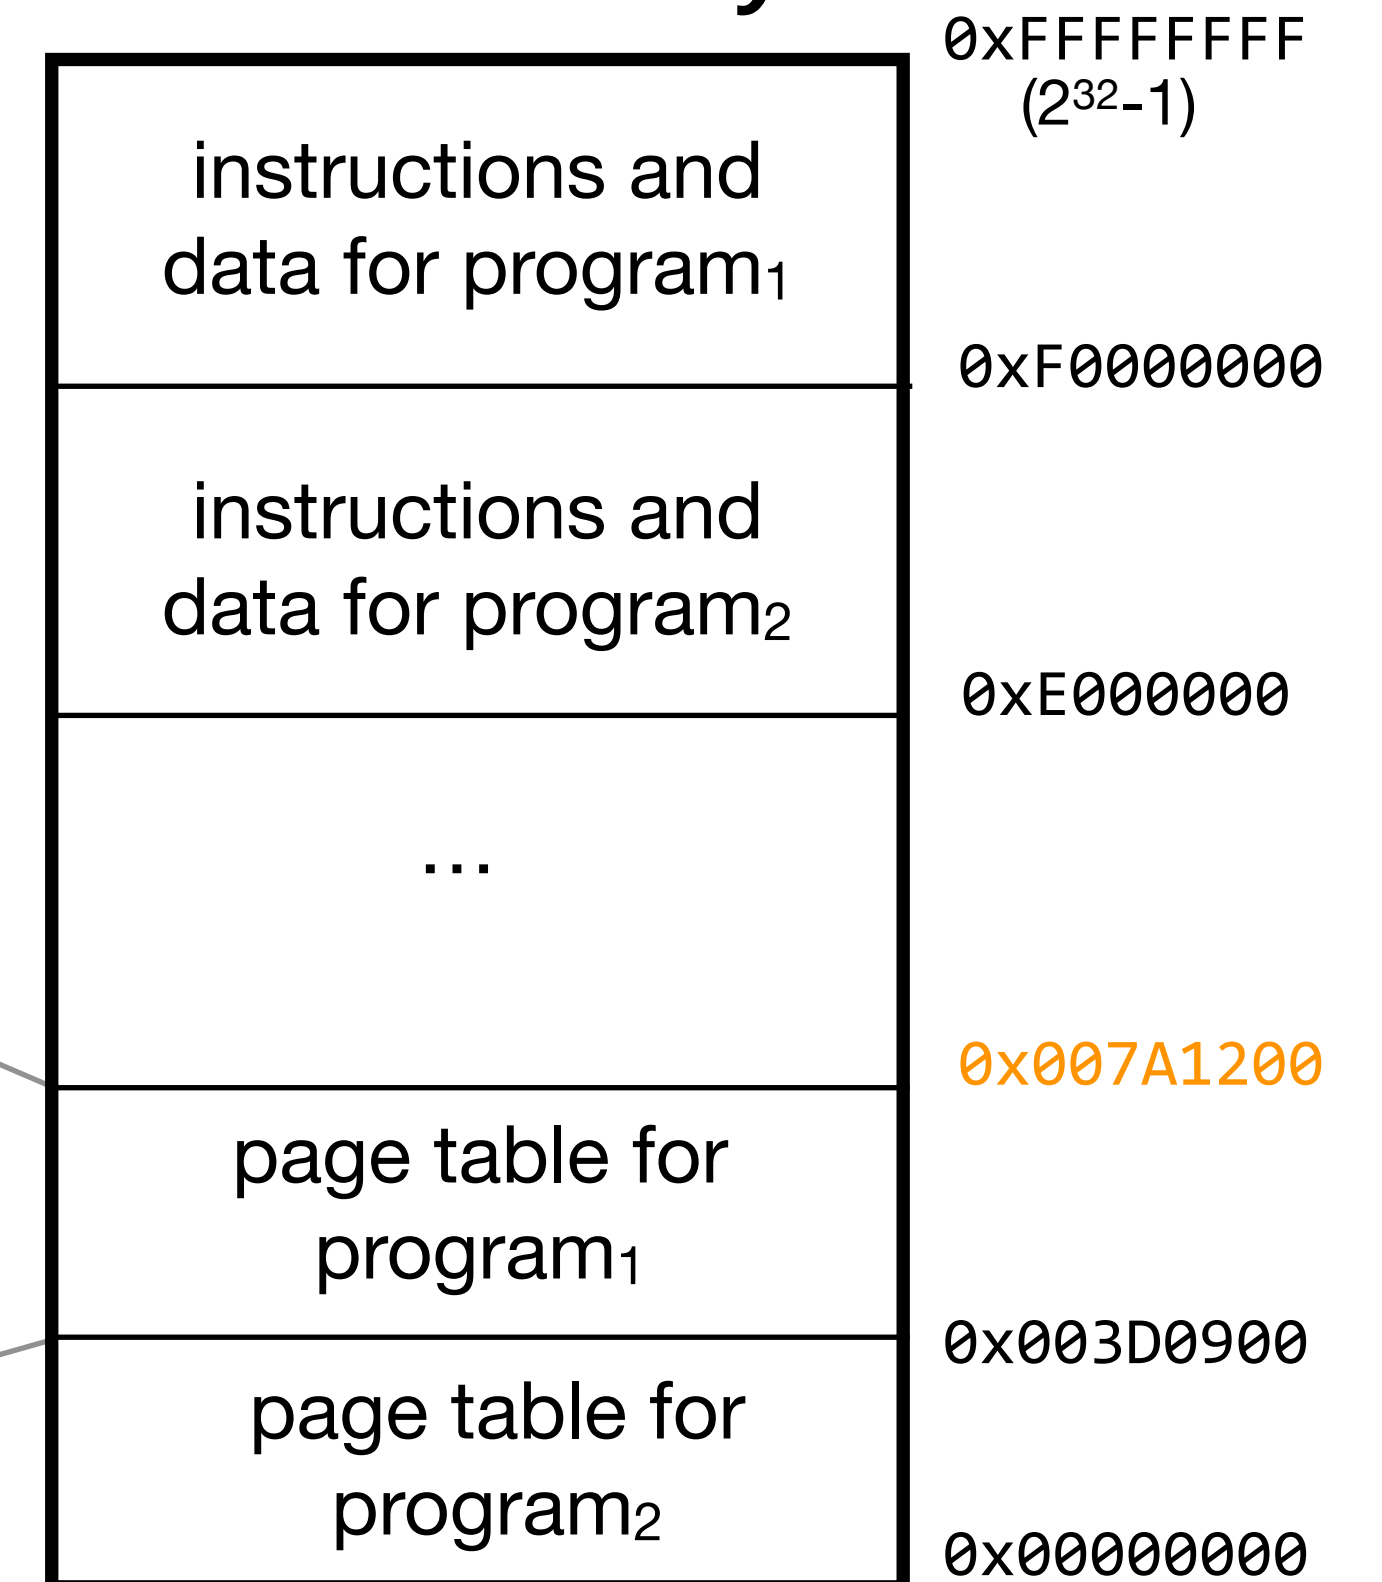 0xFFFFFFFF
(2³²-1)
instructions and
data for program₁
0xF0000000
instructions and
data for program₂
0xE000000
...
0x007A1200
page table for
program₁
0x003D0900
page table for
program₂
0x00000000